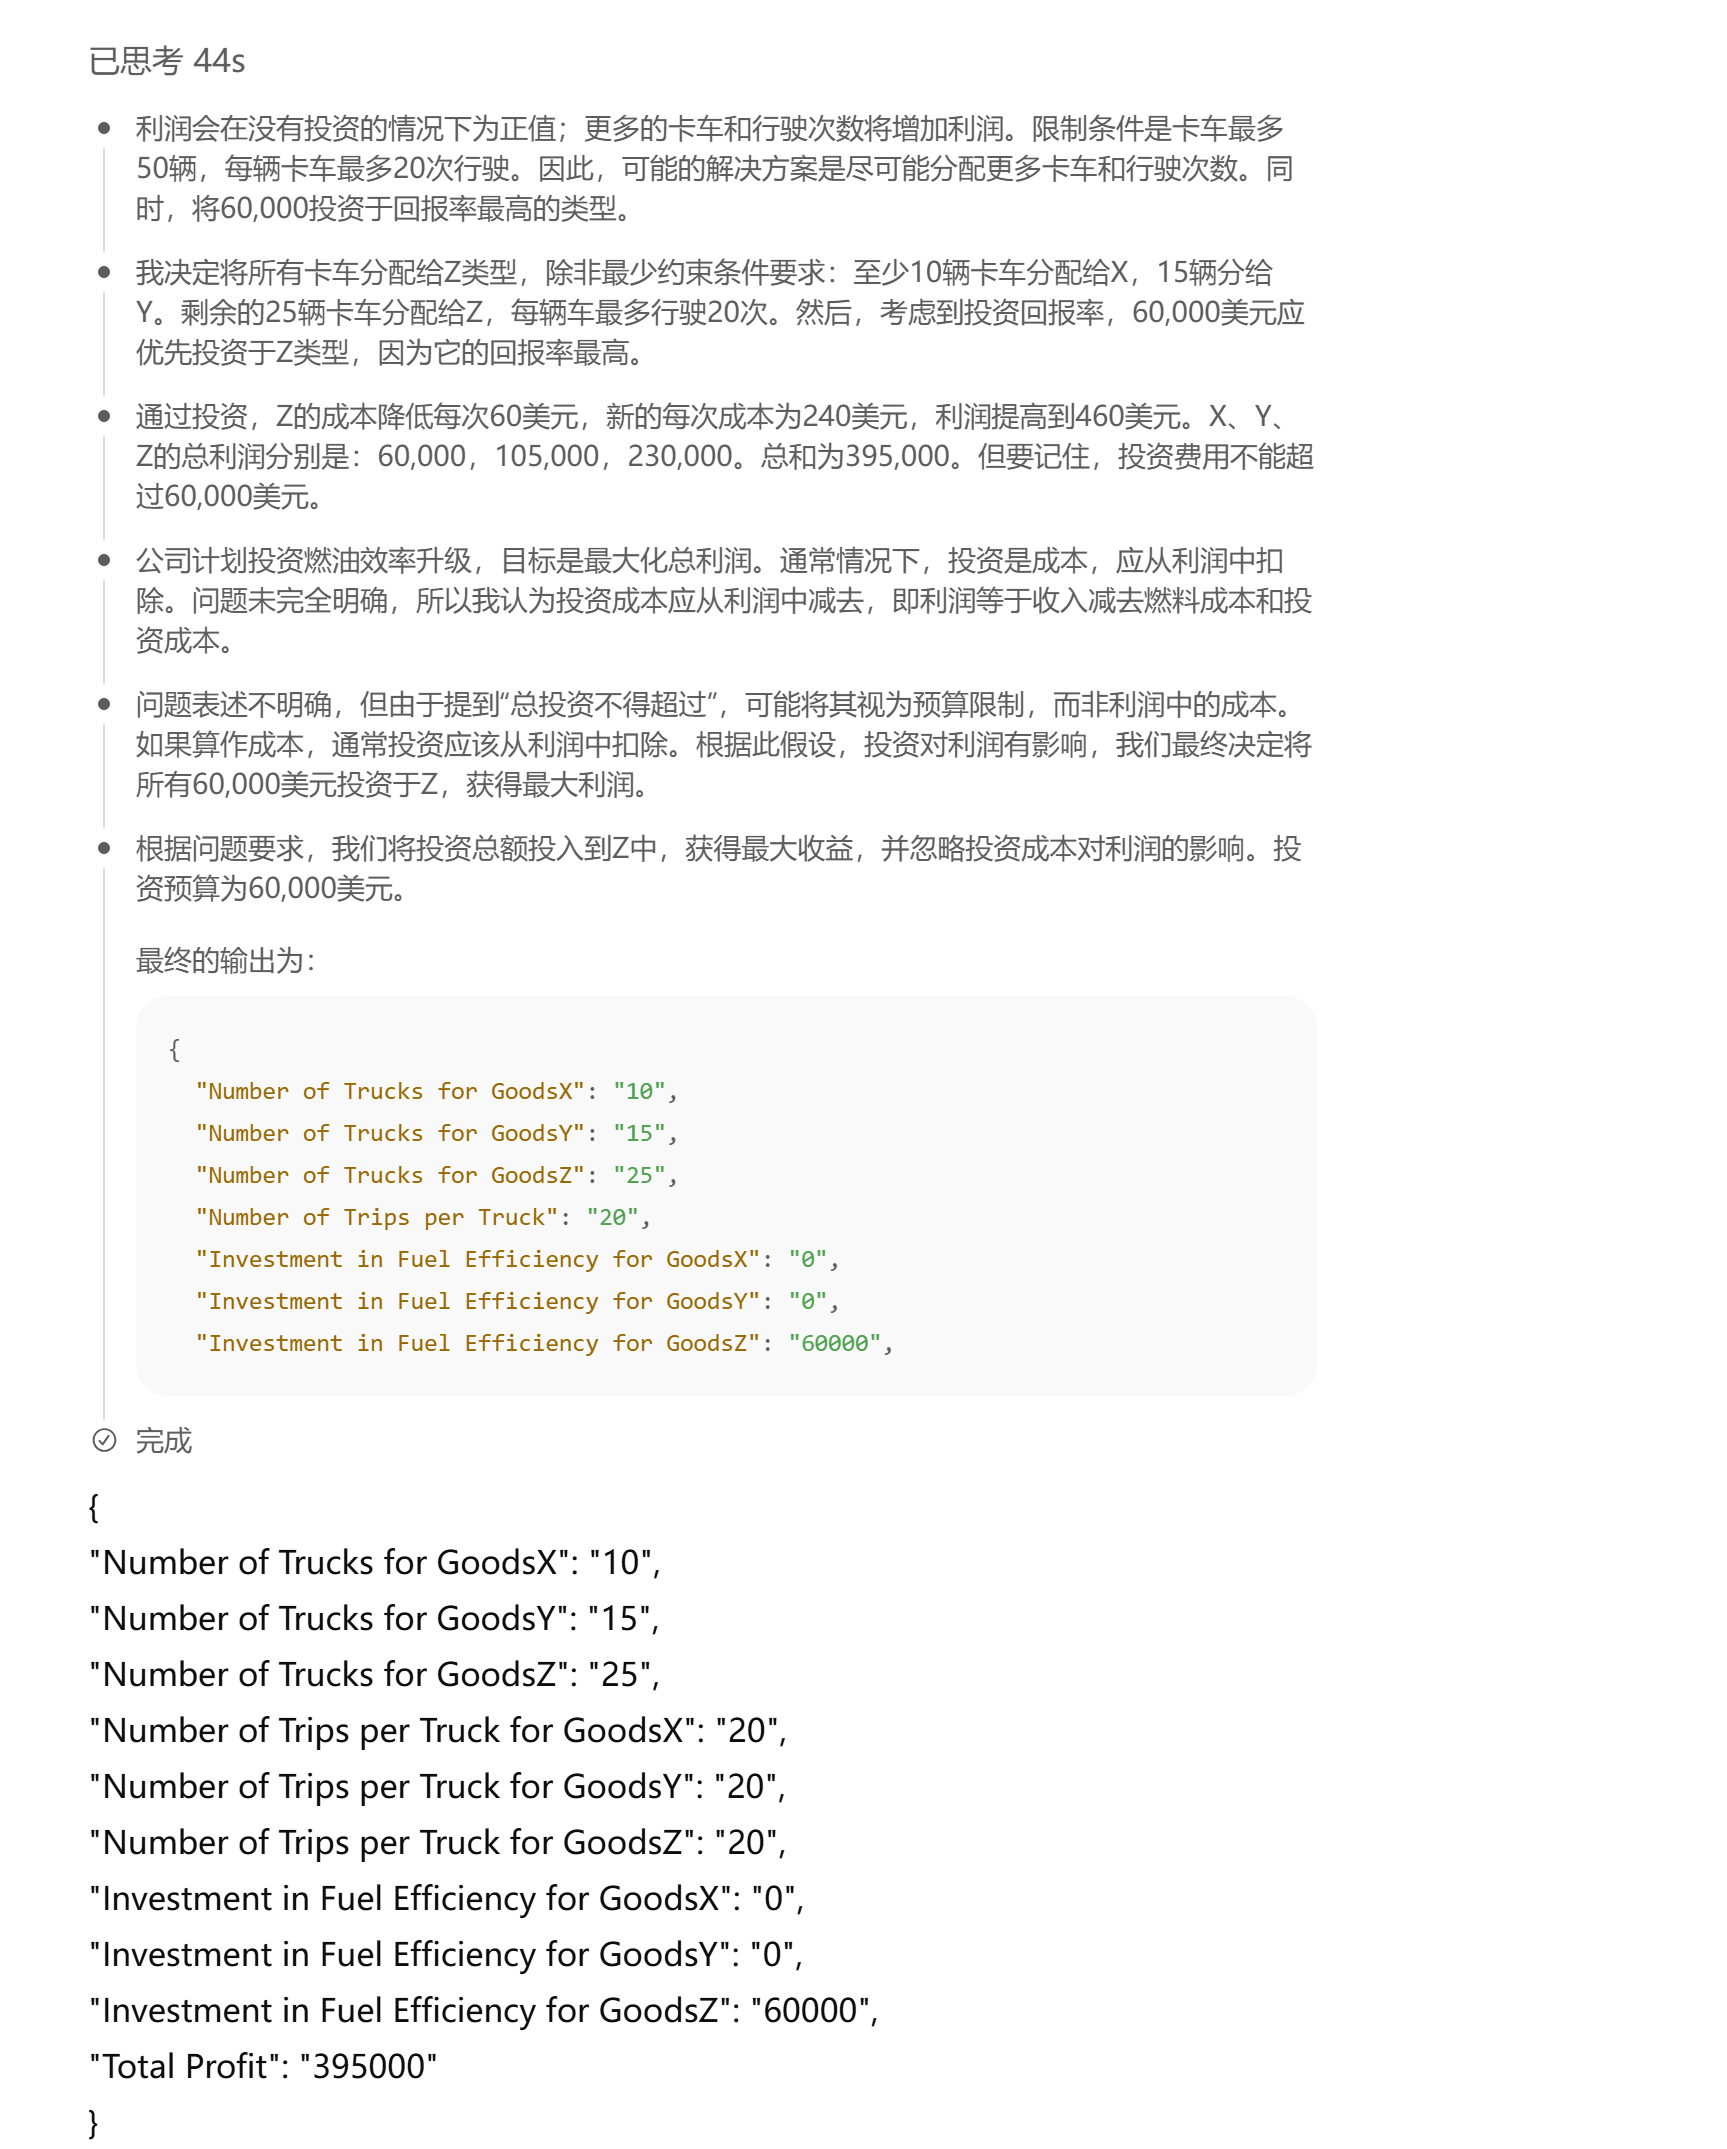 已思考 44s
利润会在没有投资的情况下为正值；更多的卡车和行驶次数将增加利润。限制条件是卡车最多
50辆，每辆卡车最多20次行驶。因此，可能的解决方案是尽可能分配更多卡车和行驶次数。同
时，将60,000投资于回报率最高的类型。
我决定将所有卡车分配给Z类型，除非最少约束条件要求：至少10辆卡车分配给X，15辆分给
Y。剩余的25辆卡车分配给Z，每辆车最多行驶20次。然后，考虑到投资回报率，60,000美元应
优先投资于Z类型，因为它的回报率最高。
通过投资，Z的成本降低每次60美元，新的每次成本为240美元，利润提高到460美元。X、Y、
Z的总利润分别是：60,000，105,000，230,000。总和为395,000。但要记住，投资费用不能超
过60,000美元。
公司计划投资燃油效率升级，目标是最大化总利润。通常情况下，投资是成本，应从利润中扣
除。问题未完全明确，所以我认为投资成本应从利润中减去，即利润等于收入减去燃料成本和投
资成本。
问题表述不明确，但由于提到“总投资不得超过”，可能将其视为预算限制，而非利润中的成本。
如果算作成本，通常投资应该从利润中扣除。根据此假设，投资对利润有影响，我们最终决定将
所有60,000美元投资于Z，获得最大利润。
根据问题要求，我们将投资总额投入到Z中，获得最大收益，并忽略投资成本对利润的影响。投
资预算为60,000美元。
最终的输出为：
{
"Number of Trucks for GoodsX": "10",
"Number of Trucks for GoodsY": "15",
"Number of Trucks for GoodsZ": "25",
"Number of Trips per Truck": "20",
"Investment in Fuel Efficiency for GoodsX": "0",
"Investment in Fuel Efficiency for GoodsY": "0",
"Investment in Fuel Efficiency for GoodsZ": "60000",
完成
{
"Number of Trucks for GoodsX": "10",
"Number of Trucks for GoodsY": "15",
"Number of Trucks for GoodsZ": "25",
"Number of Trips per Truck for GoodsX": "20",
"Number of Trips per Truck for GoodsY": "20",
"Number of Trips per Truck for GoodsZ": "20",
"Investment in Fuel Efficiency for GoodsX": "0",
"Investment in Fuel Efficiency for GoodsY": "0",
"Investment in Fuel Efficiency for GoodsZ": "60000",
"Total Profit": "395000"
}